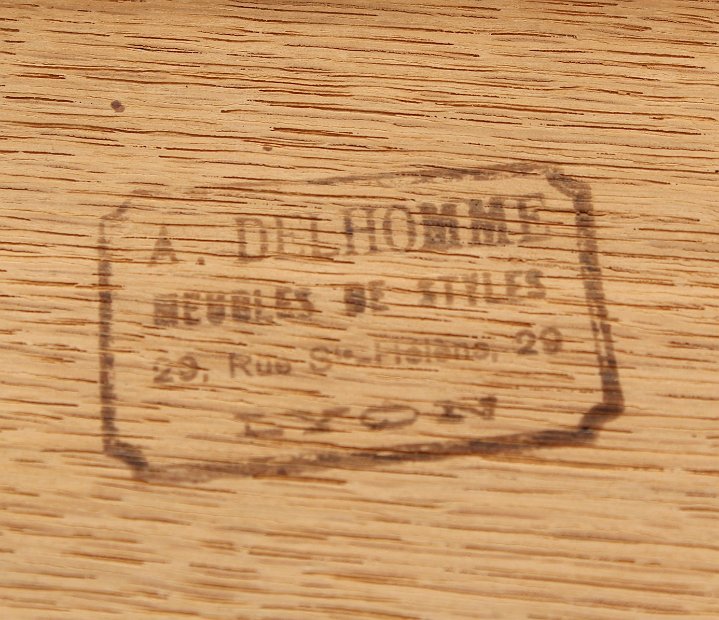 A. DELHOMME
MEUBLES DE STYLES
29, Rue Ste-Hélène, 29
LYON